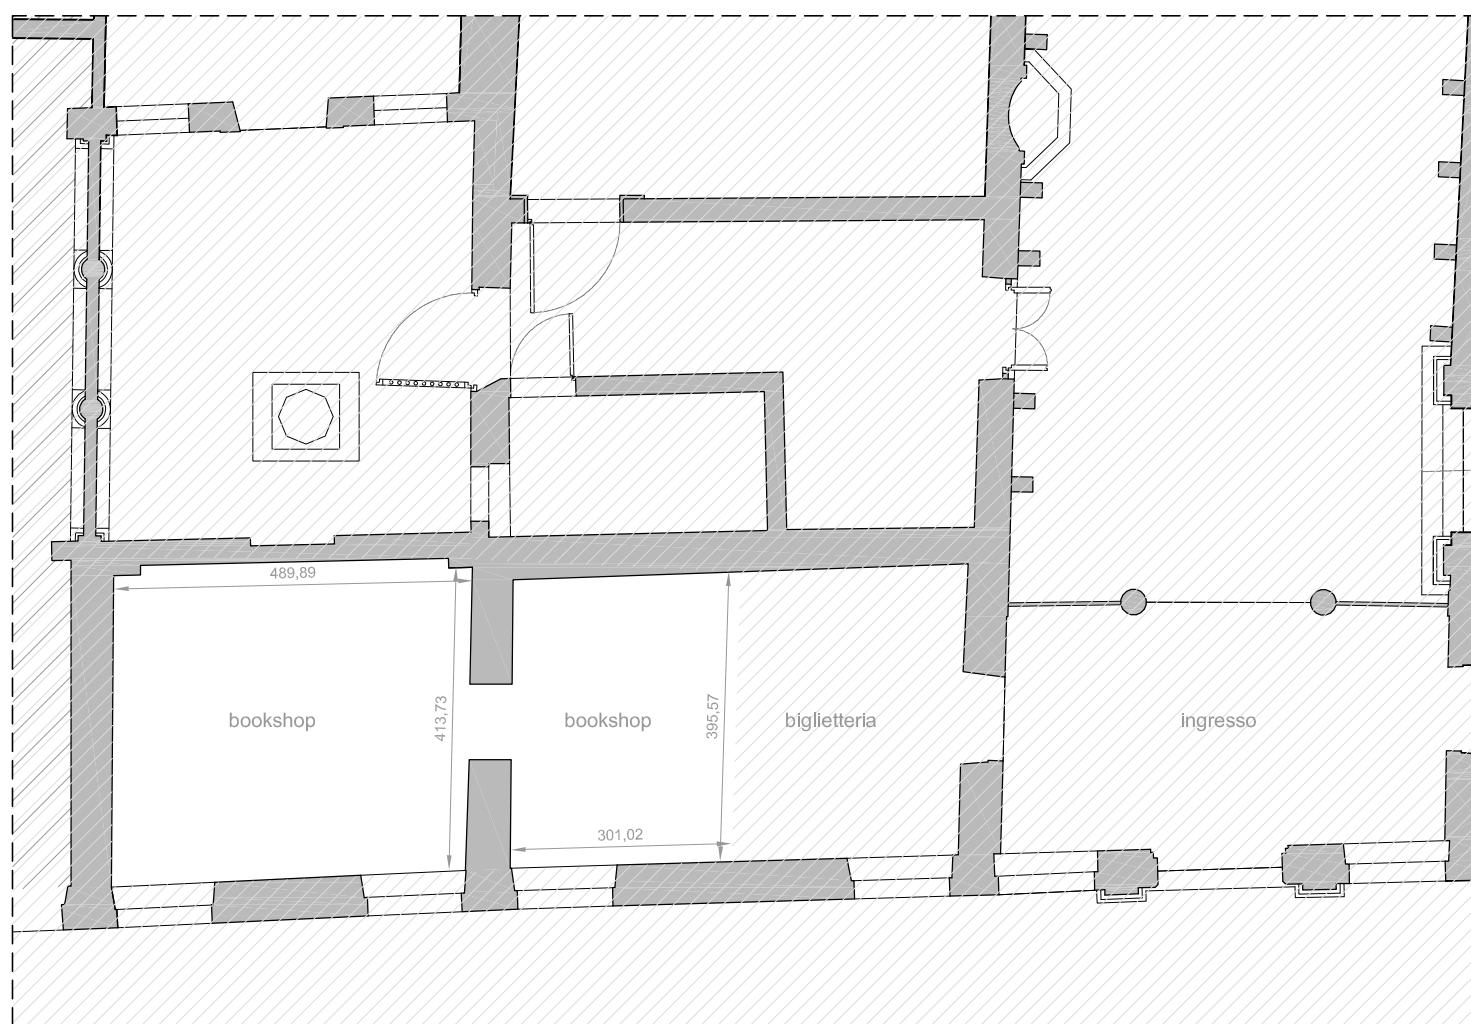 489,89
bookshop
413,73
bookshop
395,57
biglietteria
ingresso
301,02